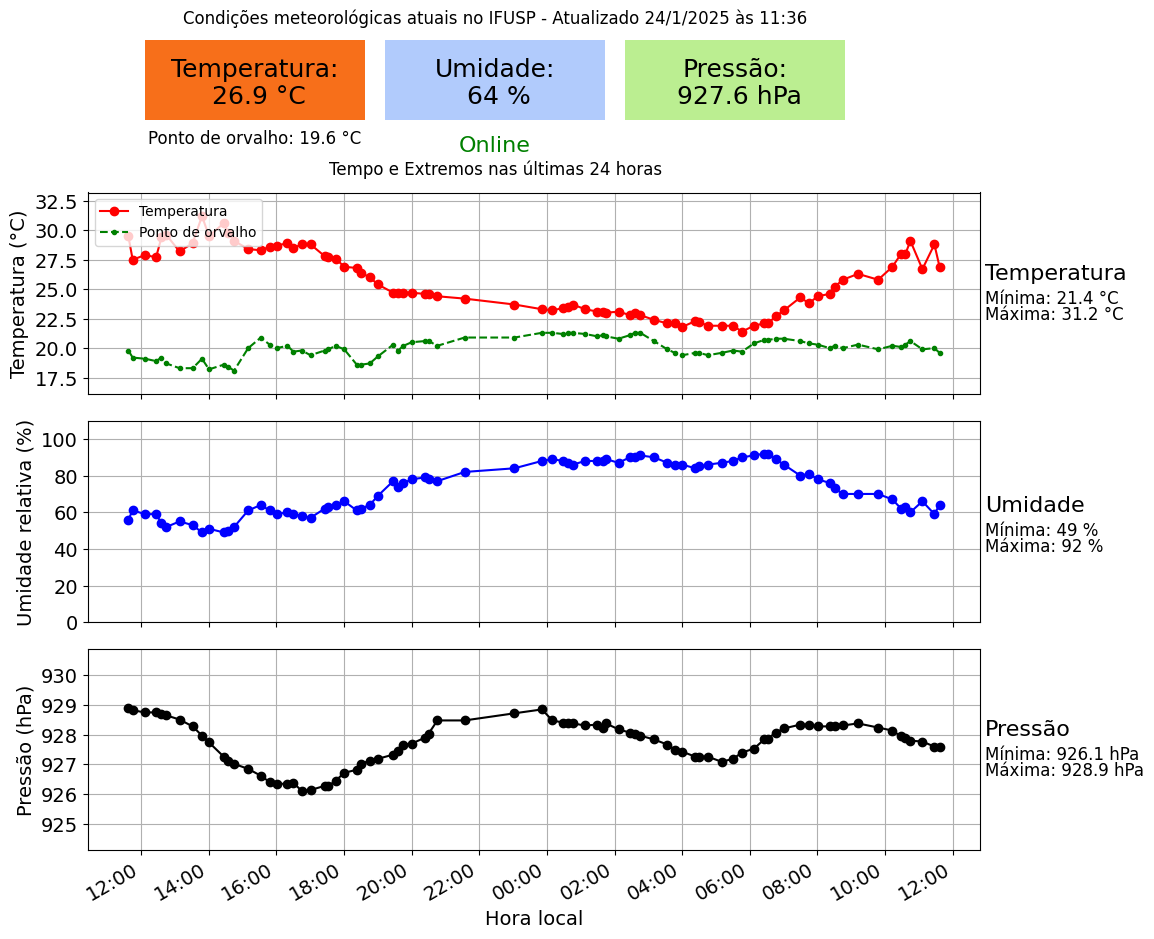 Condições meteorológicas atuais no IFUSP - Atualizado 24/1/2025 às 11:36
Temperatura:
26.9 °C
Umidade:
64 %
Pressão:
927.6 hPa
Ponto de orvalho: 19.6 °C
Online
Tempo e Extremos nas últimas 24 horas
Temperatura (°C)
32.5
30.0
27.5
25.0
22.5
20.0
17.5
Temperatura
Ponto de orvalho
Temperatura
Mínima: 21.4 °C
Máxima: 31.2 °C
Umidade relativa (%)
100
80
60
40
20
0
Umidade
Mínima: 49 %
Máxima: 92 %
Pressão (hPa)
930
929
928
927
926
925
Pressão
Mínima: 926.1 hPa
Máxima: 928.9 hPa
12:00 14:00 16:00 18:00 20:00 22:00 00:00 02:00 04:00 06:00 08:00 10:00 12:00
Hora local